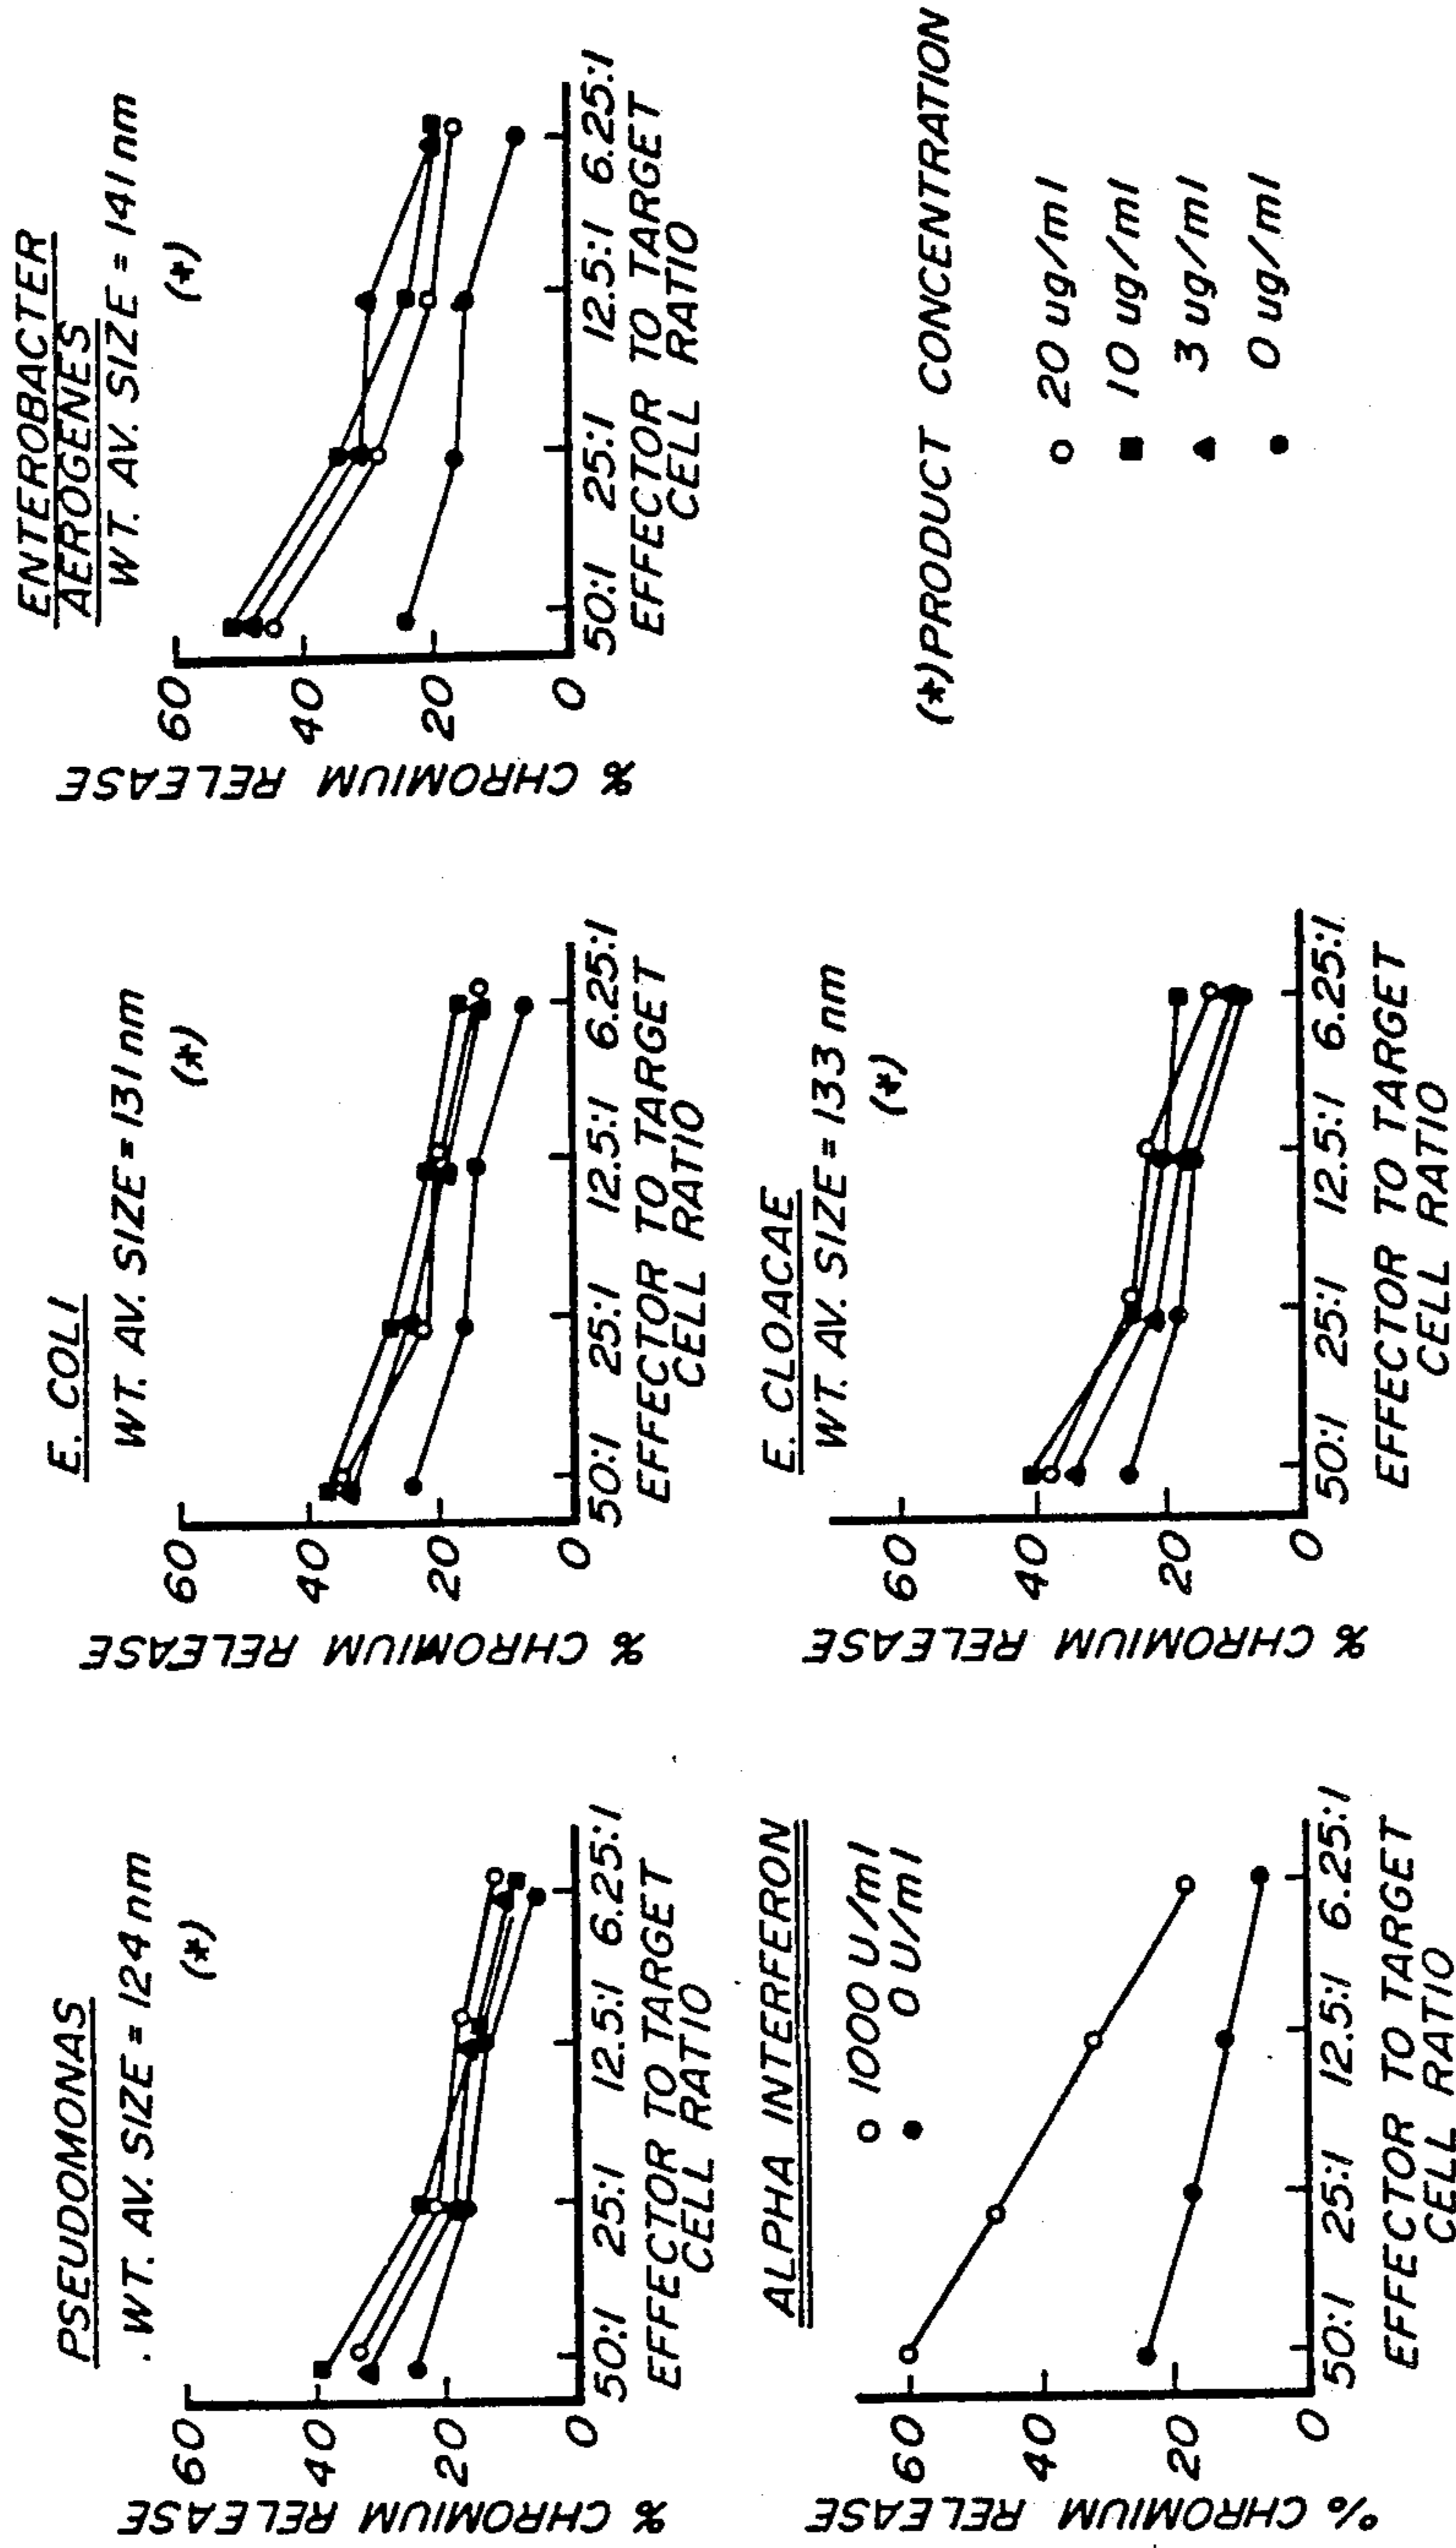 PSEUDOMONAS
WT. AV. SIZE = 124 nm
(*)
% CHROMIUM RELEASE
60
40
20
0
50:1 25:1 12.5:1 6.25:1
EFFECTOR TO TARGET
CELL RATIO
E. COLI
WT. AV. SIZE = 131 nm
(*)
% CHROMIUM RELEASE
60
40
20
0
50:1 25:1 12.5:1 6.25:1
EFFECTOR TO TARGET
CELL RATIO
ENTEROBACTER
AEROGENES
WT. AV. SIZE = 141 nm
(*)
% CHROMIUM RELEASE
60
40
20
0
50:1 25:1 12.5:1 6.25:1
EFFECTOR TO TARGET
CELL RATIO
ALPHA INTERFERON
1000 U/ml
0 U/ml
% CHROMIUM RELEASE
60
40
20
0
50:1 25:1 12.5:1 6.25:1
EFFECTOR TO TARGET
CELL RATIO
E. CLOACAE
WT. AV. SIZE = 133 nm
(*)
% CHROMIUM RELEASE
60
40
20
0
50:1 25:1 12.5:1 6.25:1
EFFECTOR TO TARGET
CELL RATIO
(*)PRODUCT CONCENTRATION
20 ug/ml
10 ug/ml
3 ug/ml
0 ug/ml